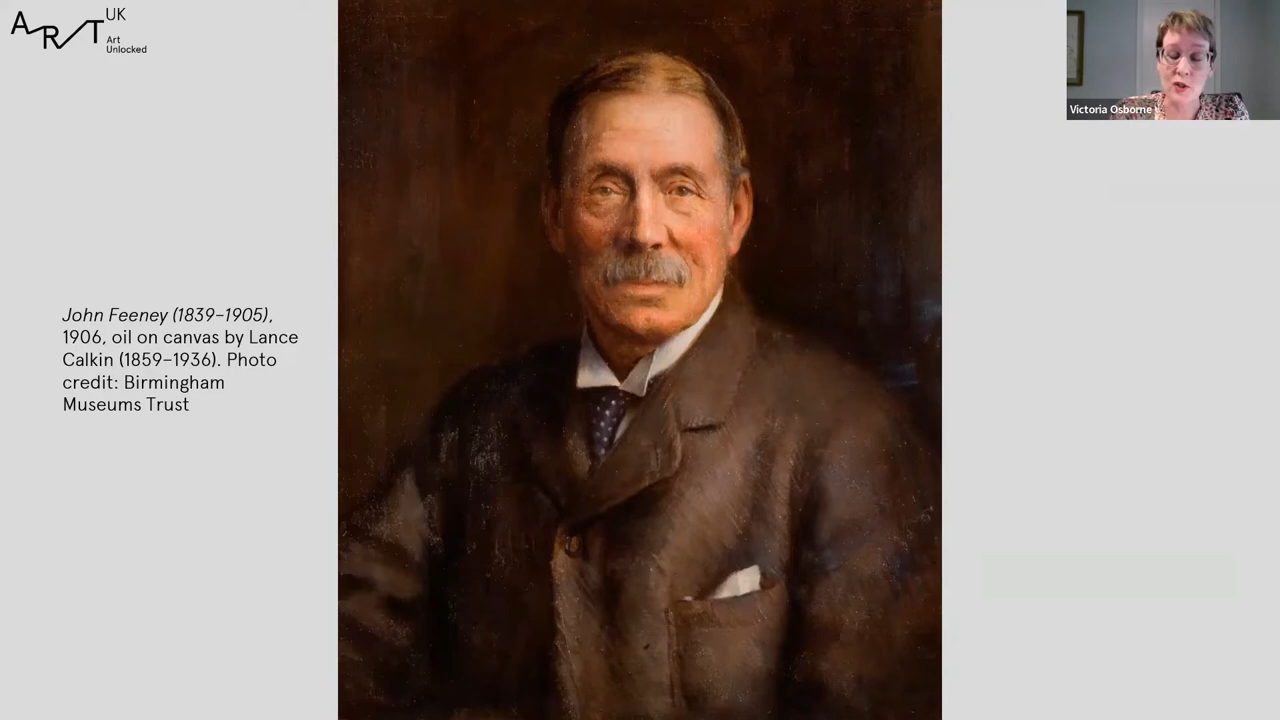 ART UK
Art
Unlocked
Victoria Osborne
John Feeney (1839–1905),
1906, oil on canvas by Lance
Calkin (1859–1936). Photo
credit: Birmingham
Museums Trust